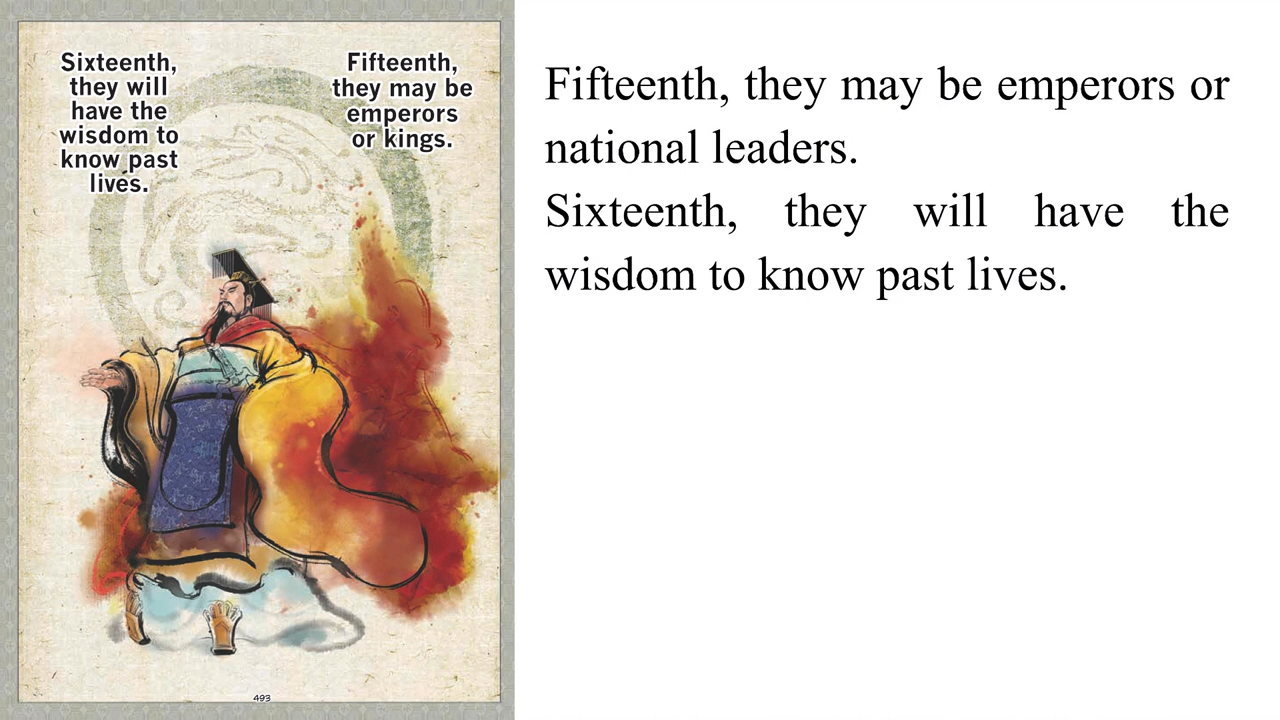 Sixteenth,
they will
have the
wisdom to
know past
lives.
Fifteenth,
they may be
emperors
or kings.
493
Fifteenth, they may be emperors or
national leaders.
Sixteenth, they will have the
wisdom to know past lives.